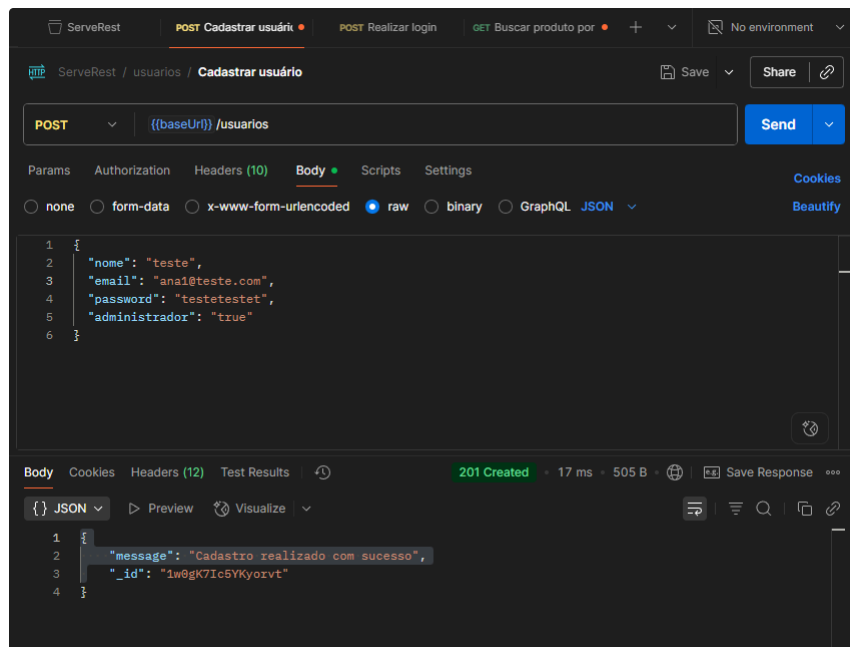 ServeRest POST Cadastrar usuári POST Realizar login GET Buscar produto por No environment
HTTP ServeRest / usuarios / Cadastrar usuário Save Share
POST {{baseUrl}} /usuarios Send
Params Authorization Headers (10) Body Scripts Settings Cookies
none form-data x-www-form-urlencoded raw binary GraphQL JSON Beautify
1 {
2 "nome": "teste",
3 "email": "ana1@teste.com",
4 "password": "testetestet",
5 "administrador": "true"
6 }
Body Cookies Headers (12) Test Results 201 Created 17 ms 505 B e.g. Save Response
{} JSON Preview Visualize
1 {
2 "message": "Cadastro realizado com sucesso",
3 "_id": "1w0gK7Ic5YKyorvt"
4 }